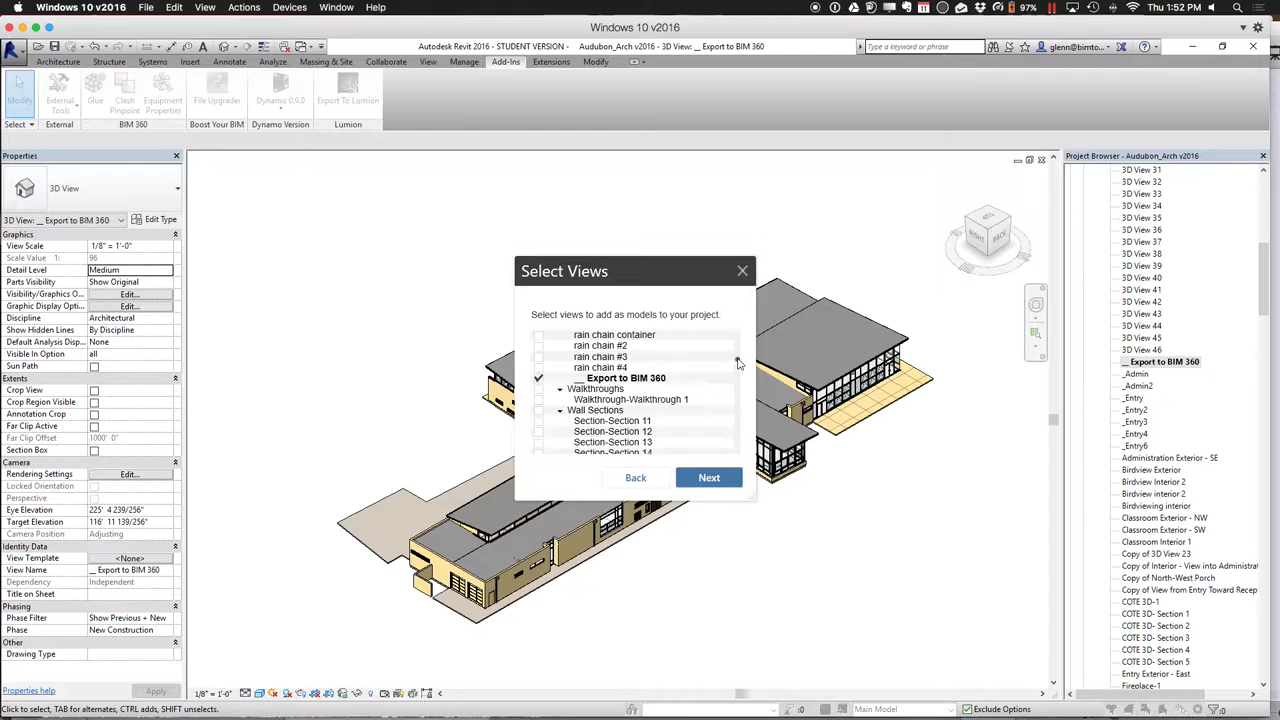 Windows 10 v2016 File Edit View Actions Devices Window Help 97% Thu 1:52 PM
Windows 10 v2016
Autodesk Revit 2016 - STUDENT VERSION - Audubon_Arch v2016 - 3D View: __ Export to BIM 360 Type a keyword or phrase glenn@bimto...
Architecture Structure Systems Insert Annotate Analyze Massing & Site Collaborate View Manage Add-Ins Extensions Modify
Modify External Tools Glue Clash Pinpoint Equipment Properties File Upgrader Dynamo 0.9.0 Export To Lumion
Select External BIM 360 Boost Your BIM Dynamo Version Lumion
Properties
3D View
3D View: __ Export to BIM 360 Edit Type
Graphics
View Scale 1/8" = 1'-0"
Scale Value 1: 96
Detail Level Medium
Parts Visibility Show Original
Visibility/Graphics O... Edit...
Graphic Display Opti... Edit...
Discipline Architectural
Show Hidden Lines By Discipline
Default Analysis Disp... None
Visible In Option all
Sun Path
Extents
Crop View
Crop Region Visible
Annotation Crop
Far Clip Active
Far Clip Offset 1000' 0"
Section Box
Camera
Rendering Settings Edit...
Locked Orientation
Perspective
Eye Elevation 225' 4 239/256"
Target Elevation 116' 11 139/256"
Camera Position Adjusting
Identity Data
View Template <None>
View Name __ Export to BIM 360
Dependency Independent
Title on Sheet
Phasing
Phase Filter Show Previous + New
Phase New Construction
Other
Drawing Type
Properties help Apply
RIGHT BACK
Select Views
Select views to add as models to your project.
rain chain container
rain chain #2
rain chain #3
rain chain #4
__ Export to BIM 360
Walkthroughs
Walkthrough-Walkthrough 1
Wall Sections
Section-Section 11
Section-Section 12
Section-Section 13
Section-Section 14
Back Next
Project Browser - Audubon_Arch v2016
3D View 31
3D View 32
3D View 33
3D View 34
3D View 35
3D View 36
3D View 37
3D View 38
3D View 39
3D View 40
3D View 41
3D View 42
3D View 43
3D View 44
3D View 45
3D View 46
__ Export to BIM 360
_Admin
_Admin2
_Entry
_Entry2
_Entry3
_Entry4
_Entry6
Administration Exterior - SE
Birdview Exterior
Birdview Interior 2
Birdview interior 2
Birdviewing interior
Classroom Exterior - NW
Classroom Exterior - SW
Classroom Interior 1
Copy of 3D View 23
Copy of Interior - View into Administrat
Copy of North-West Porch
Copy of View from Entry Toward Recept
COTE 3D-1
COTE 3D- Section 1
COTE 3D- Section 2
COTE 3D- Section 3
COTE 3D- Section 4
COTE 3D- Section 5
Entry Exterior - East
Fireplace-1
1/8" = 1'-0"
Click to select, TAB for alternates, CTRL adds, SHIFT unselects. :0 Main Model Exclude Options :0